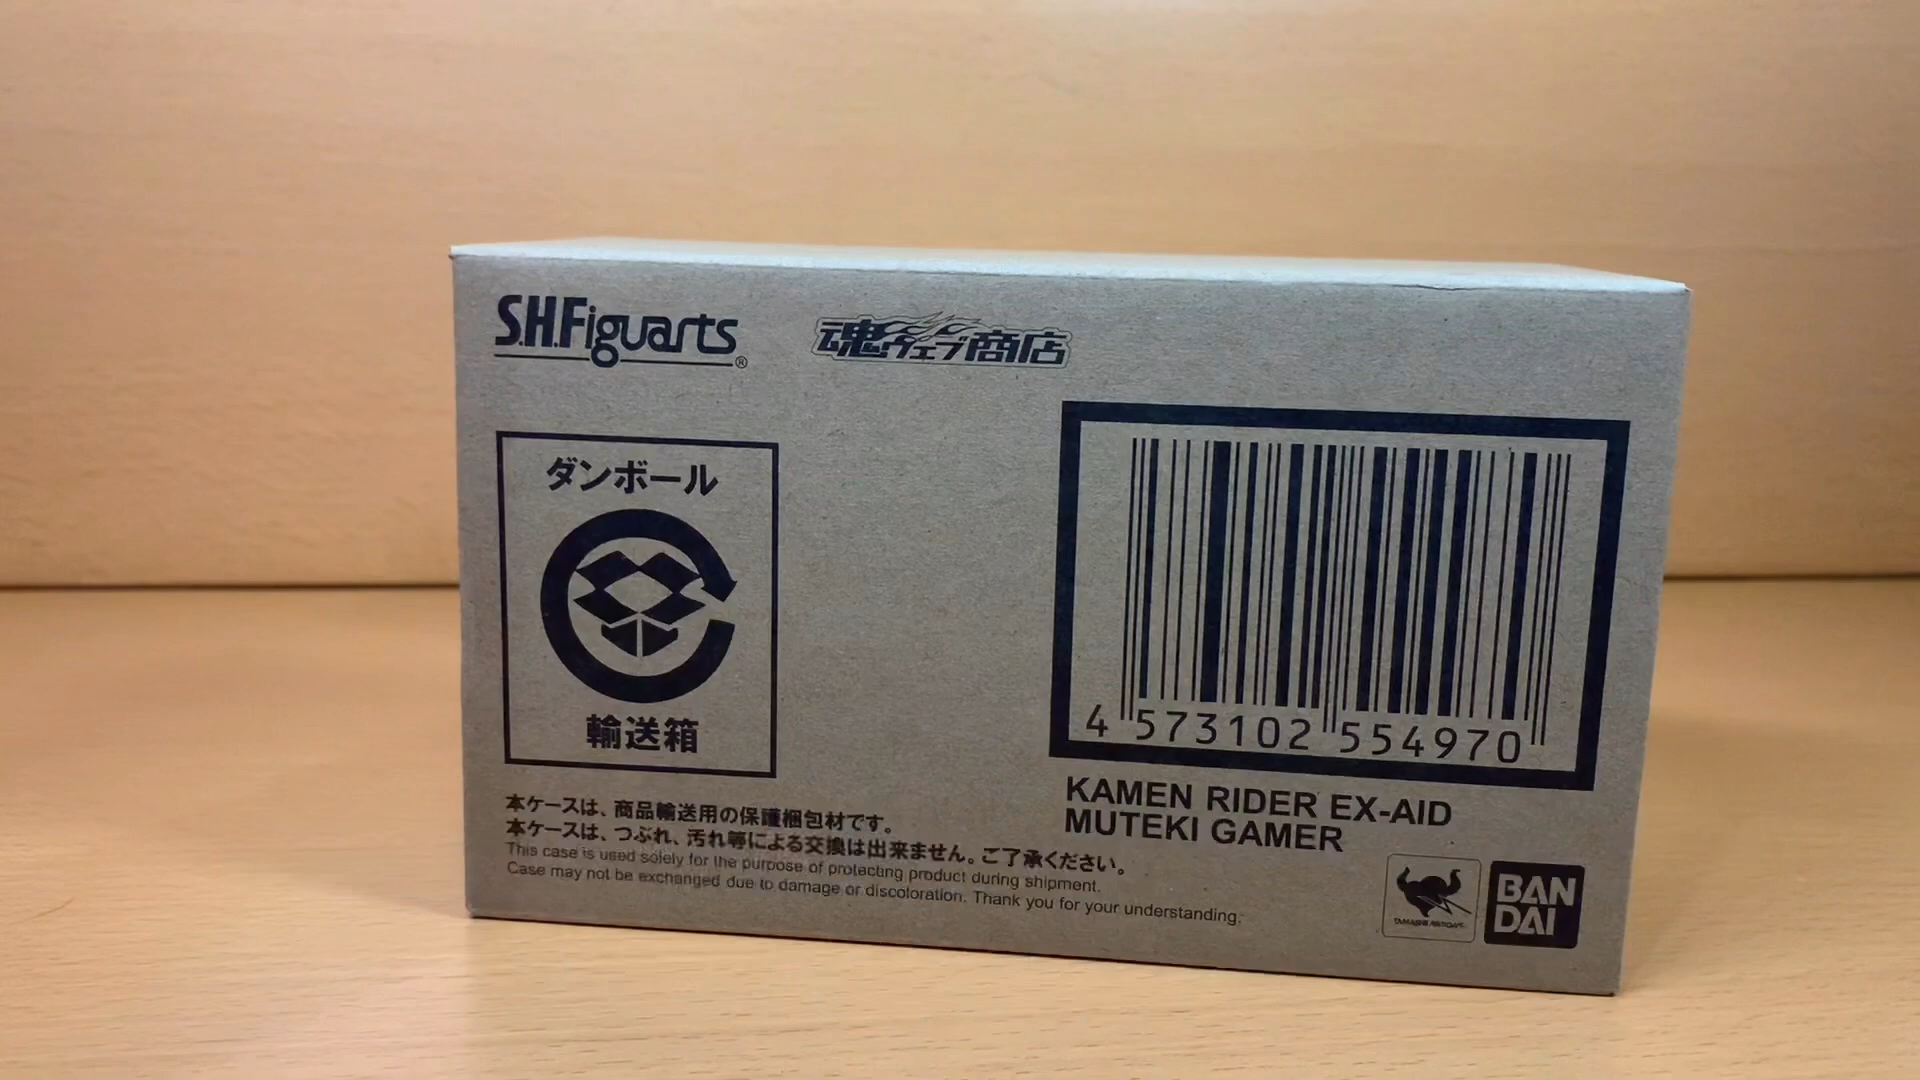 S.H.Figuarts®
魂ウェブ商店
ダンボール
輸送箱
4 573102 554970
KAMEN RIDER EX-AID
MUTEKI GAMER
本ケースは、商品輸送用の保護梱包材です。
本ケースは、つぶれ、汚れ等による交換は出来ません。ご了承ください。
This case is used solely for the purpose of protecting product during shipment.
Case may not be exchanged due to damage or discoloration. Thank you for your understanding.
TAMASHII NATIONS
BAN
DAI